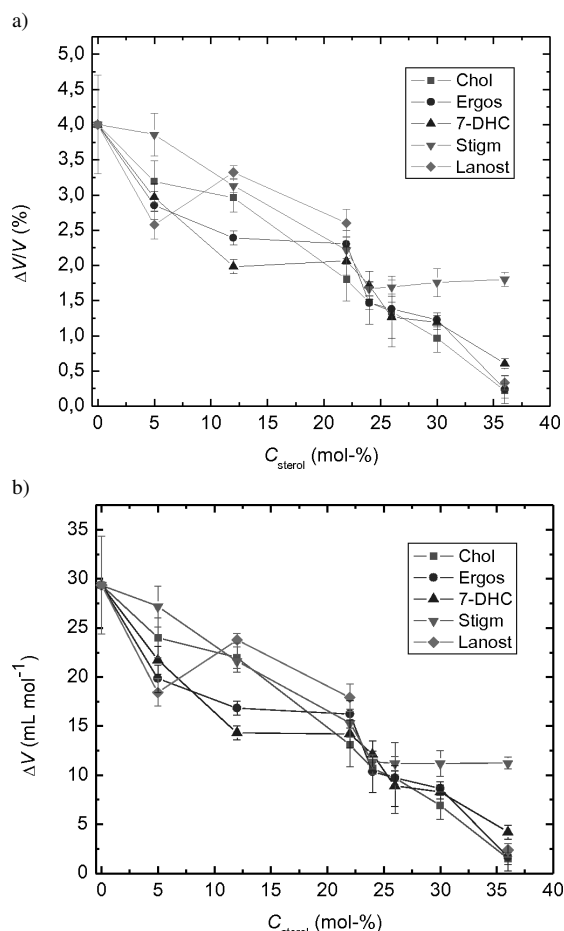 a)
5,0
4,5
4,0
3,5
3,0
2,5
2,0
1,5
1,0
0,5
0,0
ΔV/V (%)
Chol
Ergos
7-DHC
Stigm
Lanost
0 5 10 15 20 25 30 35 40
C sterol (mol-%)
b)
35
30
25
20
15
10
5
0
ΔV (mL mol⁻¹)
Chol
Ergos
7-DHC
Stigm
Lanost
0 5 10 15 20 25 30 35 40
C sterol (mol-%)